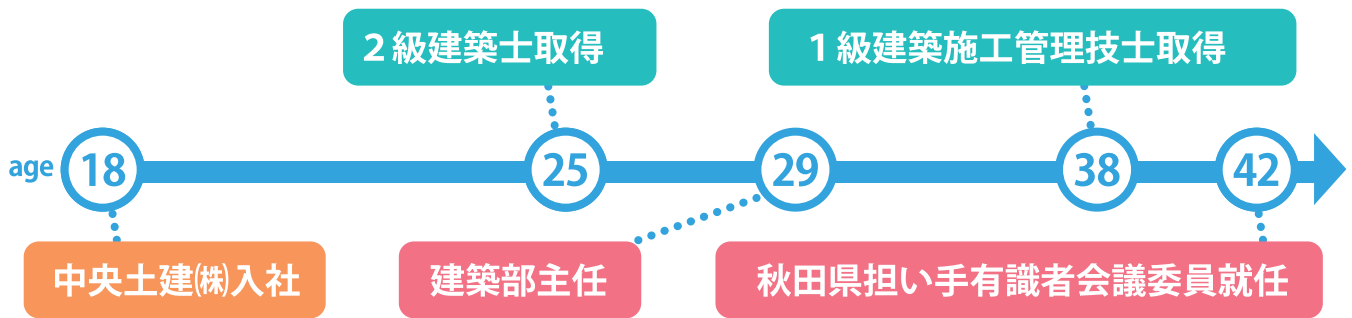 ２級建築士取得
１級建築施工管理技士取得
age 18 25 29 38 42
中央土建㈱入社
建築部主任
秋田県担い手有識者会議委員就任